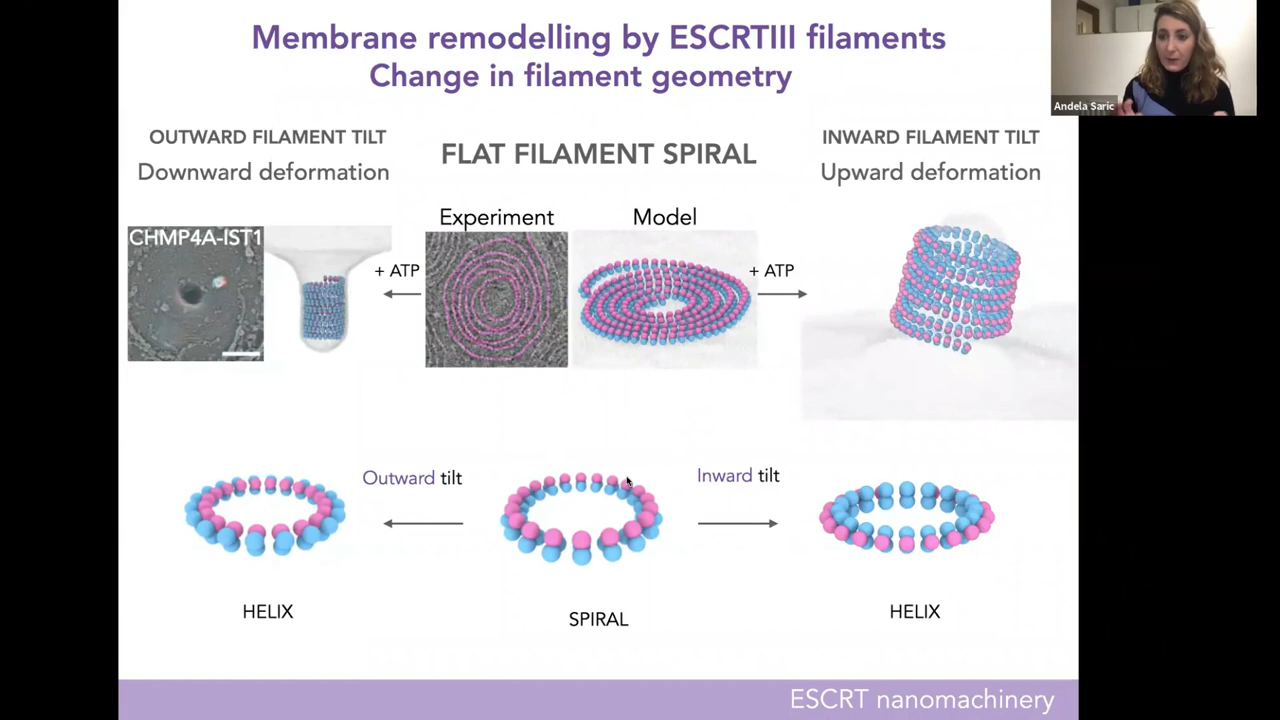 Membrane remodelling by ESCRTIII filaments
Change in filament geometry
Andela Saric
OUTWARD FILAMENT TILT
Downward deformation
FLAT FILAMENT SPIRAL
INWARD FILAMENT TILT
Upward deformation
CHMP4A-IST1
Experiment
Model
+ ATP
+ ATP
Outward tilt
Inward tilt
HELIX
SPIRAL
HELIX
ESCRT nanomachinery